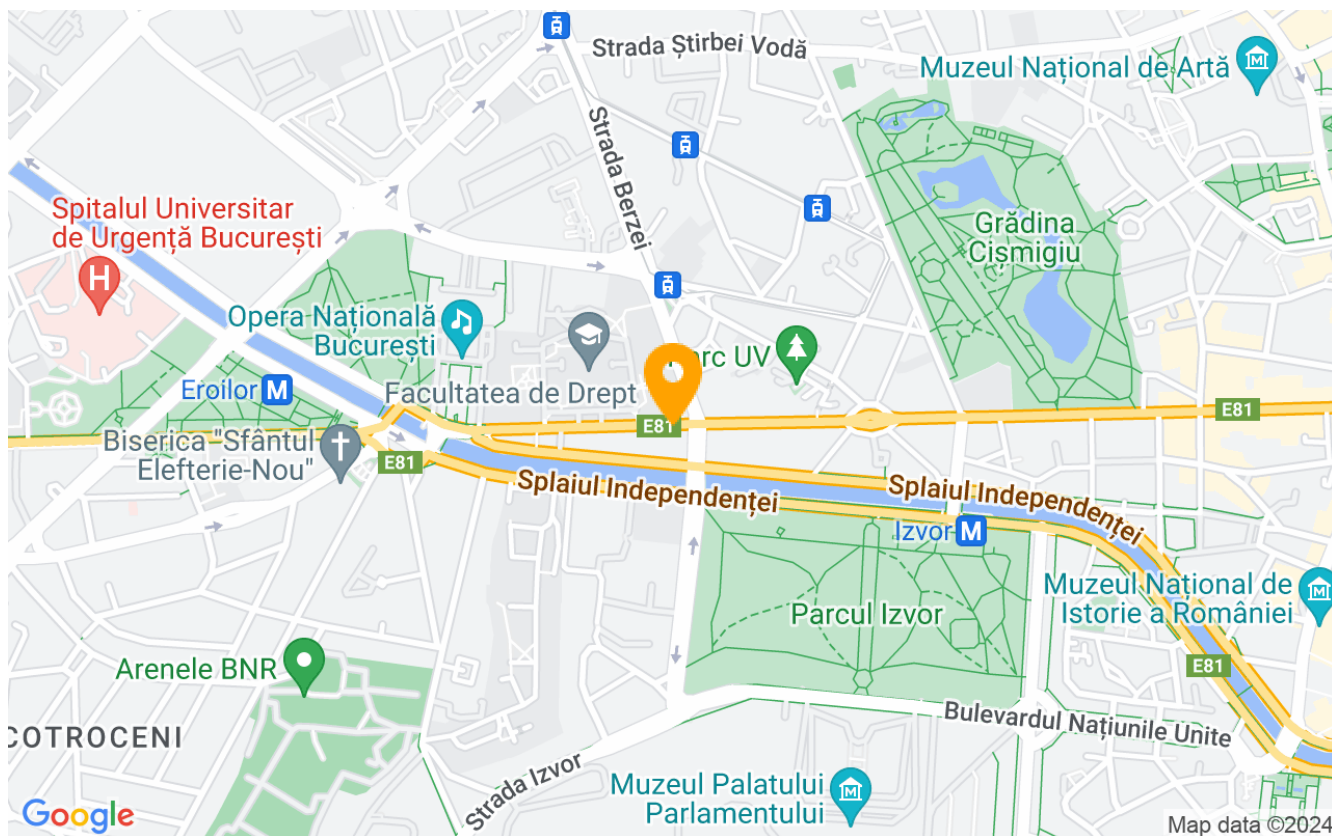 Strada Știrbei Vodă
Muzeul Național de Artă
Strada Berzei
Spitalul Universitar
de Urgență București
H
Grădina
Cișmigiu
Opera Națională
București
UV
Eroilor M
Facultatea de Drept
E81
E81
Biserica "Sfântul
Elefterie-Nou"
E81
Splaiul Independenței
Splaiul Independenței
Izvor M
Muzeul Național de
Istorie a României
Parcul Izvor
Arenele BNR
E81
COTROCENI
Bulevardul Națiunile Unite
Strada Izvor
Muzeul Palatului
Parlamentului
Google
Map data ©2024